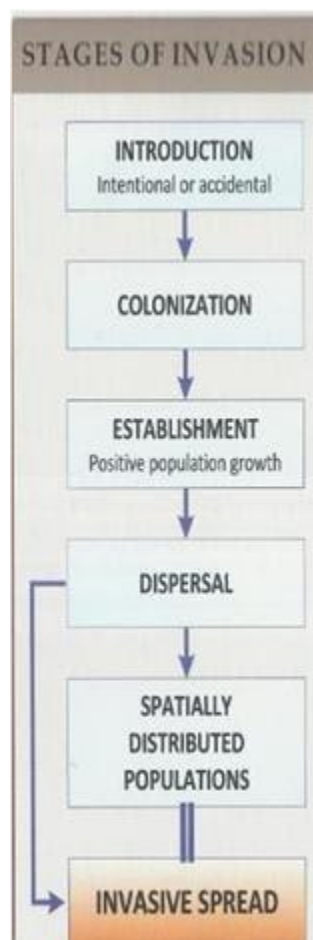 STAGES OF INVASION
INTRODUCTION
Intentional or accidental
COLONIZATION
ESTABLISHMENT
Positive population growth
DISPERSAL
SPATIALLY
DISTRIBUTED
POPULATIONS
INVASIVE SPREAD